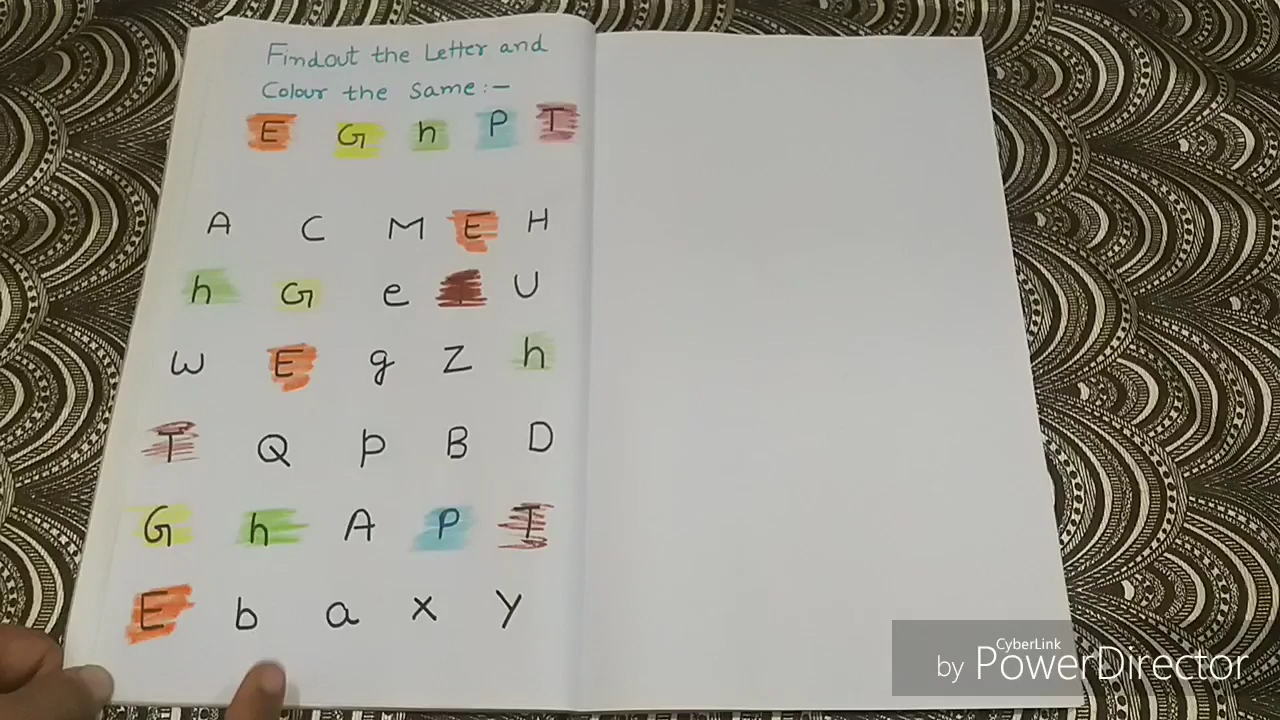 Findout the Letter and
Colour the Same:-
E G h P T
A C M E H
h G e T U
W E g Z h
T Q p B D
G h A P T
E b a x y
CyberLink
by PowerDirector